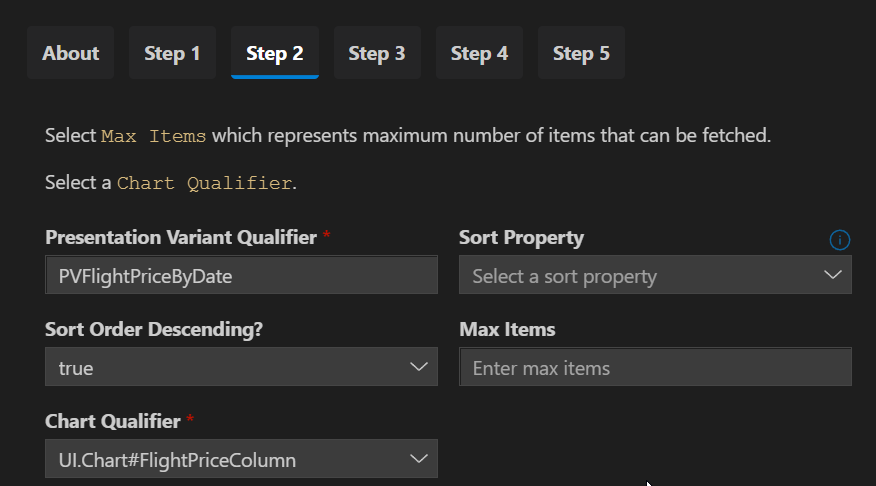 About Step 1 Step 2 Step 3 Step 4 Step 5
Select Max Items which represents maximum number of items that can be fetched.
Select a Chart Qualifier.
Presentation Variant Qualifier *
PVFlightPriceByDate
Sort Property
Select a sort property
Sort Order Descending?
true
Max Items
Enter max items
Chart Qualifier *
UI.Chart#FlightPriceColumn